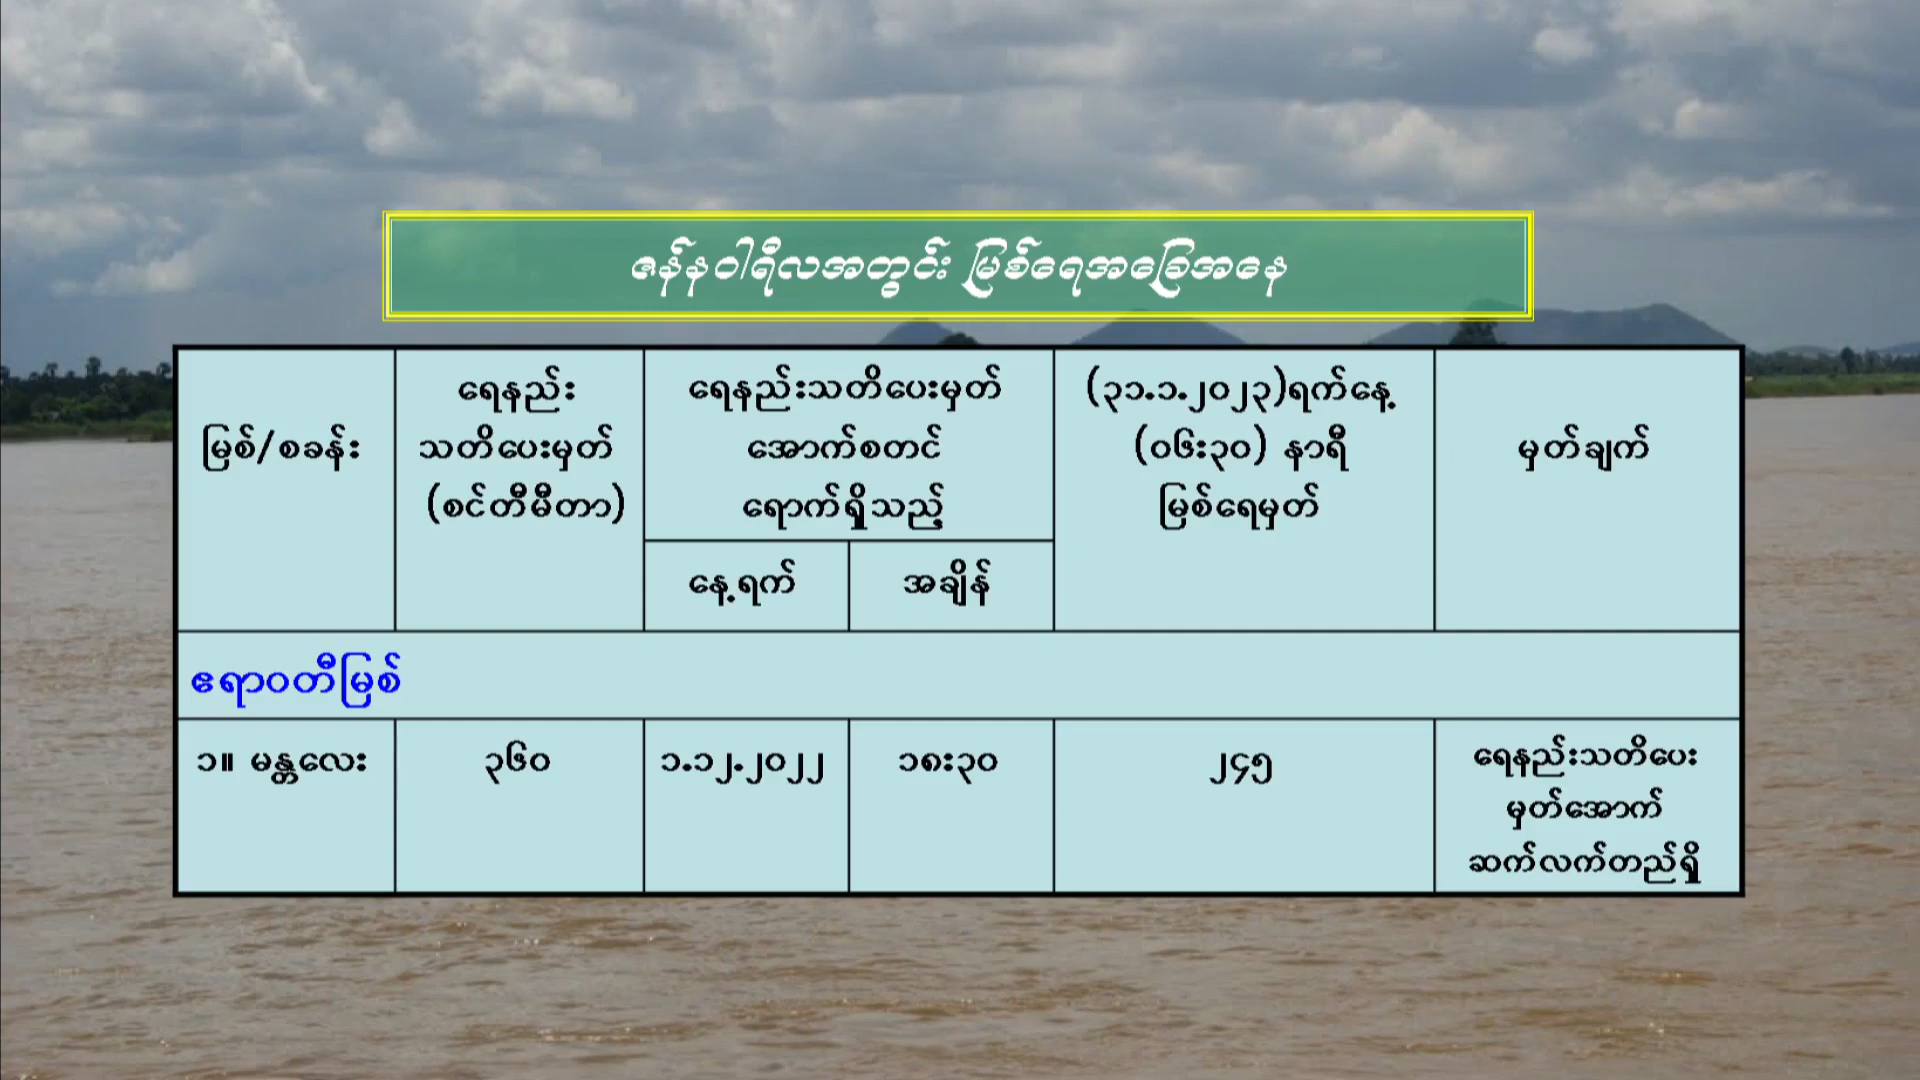 ဇန်နဝါရီလအတွင်း မြစ်ရေအခြေအနေ
မြစ်/စခန်း
ရေနည်း
သတိပေးမှတ်
(စင်တီမီတာ)
ရေနည်းသတိပေးမှတ်
အောက်စတင်
ရောက်ရှိသည့်
နေ့ရက်
အချိန်
(၃၁.၁.၂၀၂၃)ရက်နေ့
(၀၆:၃၀) နာရီ
မြစ်ရေမှတ်
မှတ်ချက်
ဧရာဝတီမြစ်
၁။ မန္တလေး
၃၆၀
၁.၁၂.၂၀၂၂
၁၈:၃၀
၂၄၅
ရေနည်းသတိပေး
မှတ်အောက်
ဆက်လက်တည်ရှိ